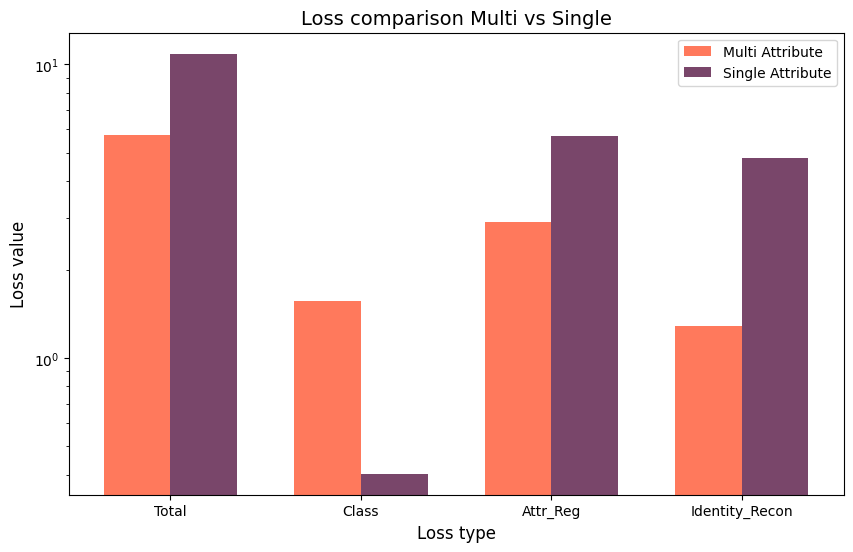 Loss comparison Multi vs Single
Multi Attribute
Single Attribute
Loss value
10¹
10⁰
Total
Class
Attr_Reg
Identity_Recon
Loss type